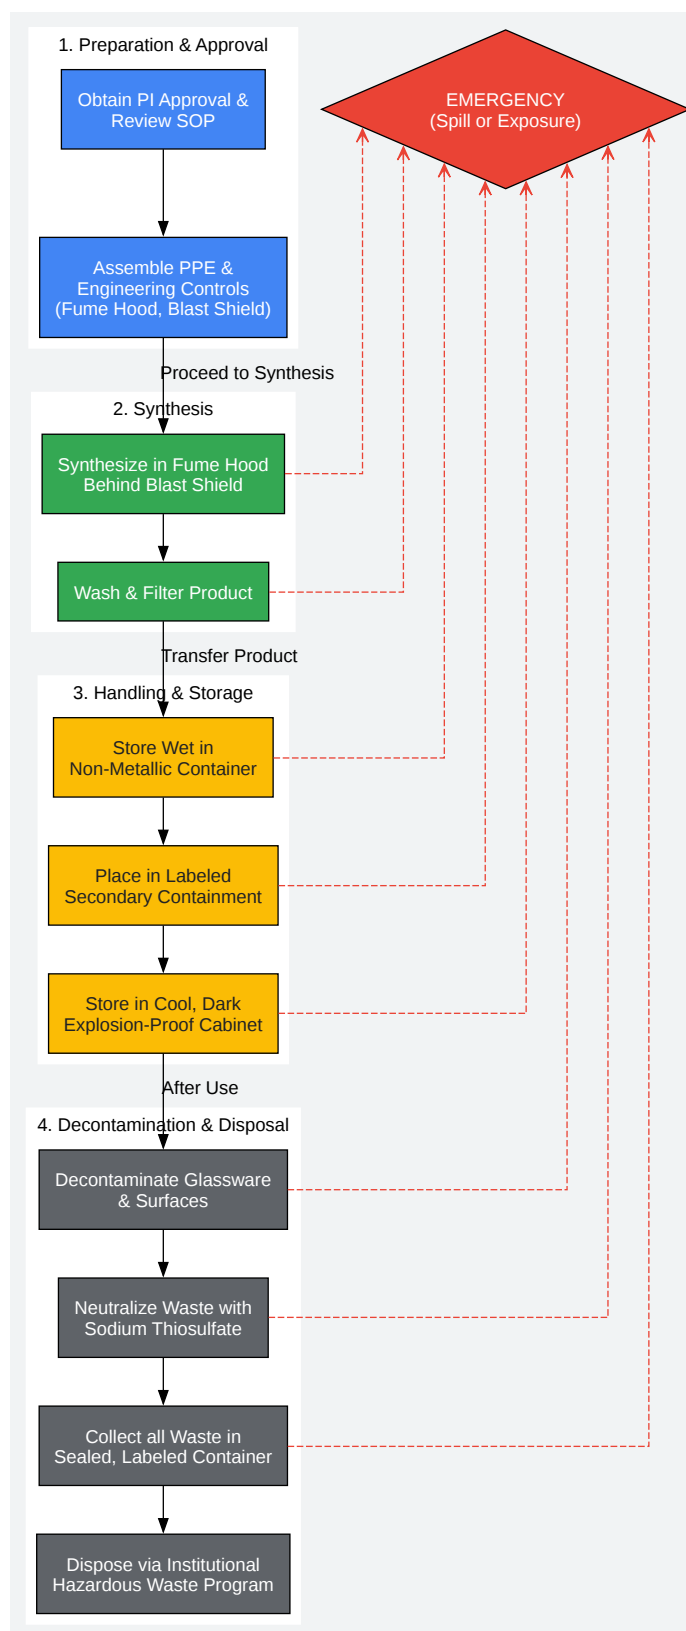 1. Preparation & Approval
Obtain PI Approval &
Review SOP
EMERGENCY
(Spill or Exposure)
Assemble PPE &
Engineering Controls
(Fume Hood, Blast Shield)
Proceed to Synthesis
2. Synthesis
Synthesize in Fume Hood
Behind Blast Shield
Wash & Filter Product
Transfer Product
3. Handling & Storage
Store Wet in
Non-Metallic Container
Place in Labeled
Secondary Containment
Store in Cool, Dark
Explosion-Proof Cabinet
After Use
4. Decontamination & Disposal
Decontaminate Glassware
& Surfaces
Neutralize Waste with
Sodium Thiosulfate
Collect all Waste in
Sealed, Labeled Container
Dispose via Institutional
Hazardous Waste Program